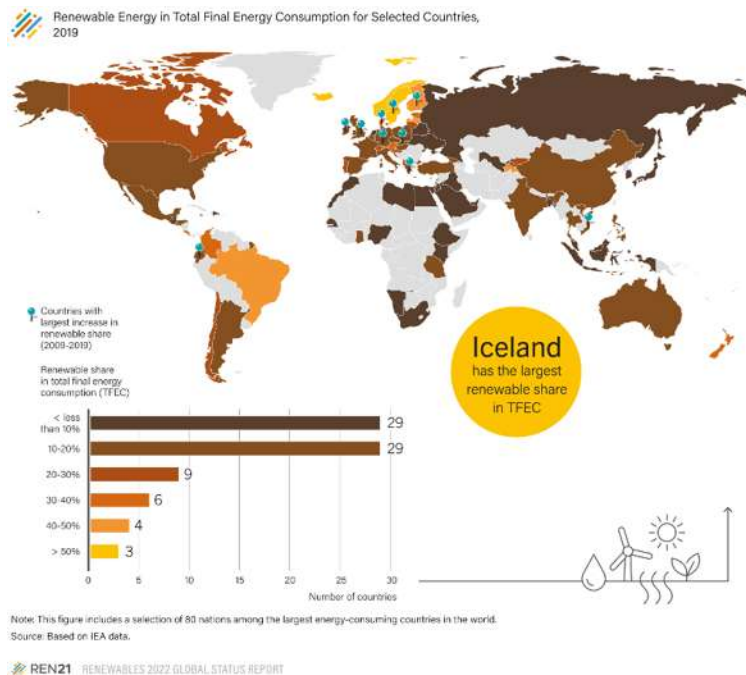 Renewable Energy in Total Final Energy Consumption for Selected Countries,
2019
Countries with
largest increase in
renewable share
(2009-2019)
Renewable share
in total final energy
consumption (TFEC)
Iceland
has the largest
renewable share
in TFEC
< less
than 10%
29
10-20%
29
20-30%
9
30-40%
6
40-50%
4
> 50%
3
0 5 10 15 20 25 30
Number of countries
Note: This figure includes a selection of 80 nations among the largest energy-consuming countries in the world.
Source: Based on IEA data.
REN21 RENEWABLES 2022 GLOBAL STATUS REPORT